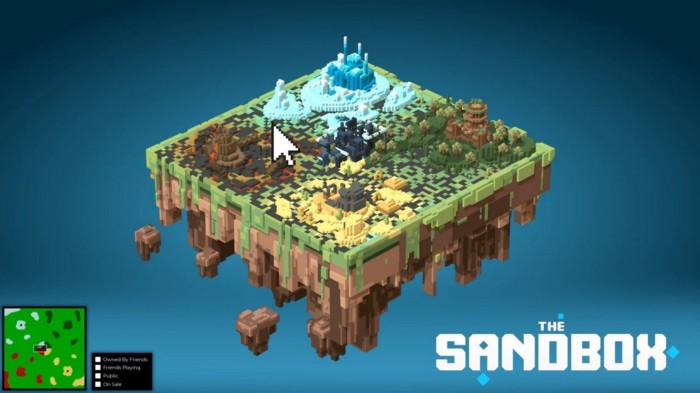 THE
SANDBOX
Owned By Friends
Friends Playing
Public
On Sale